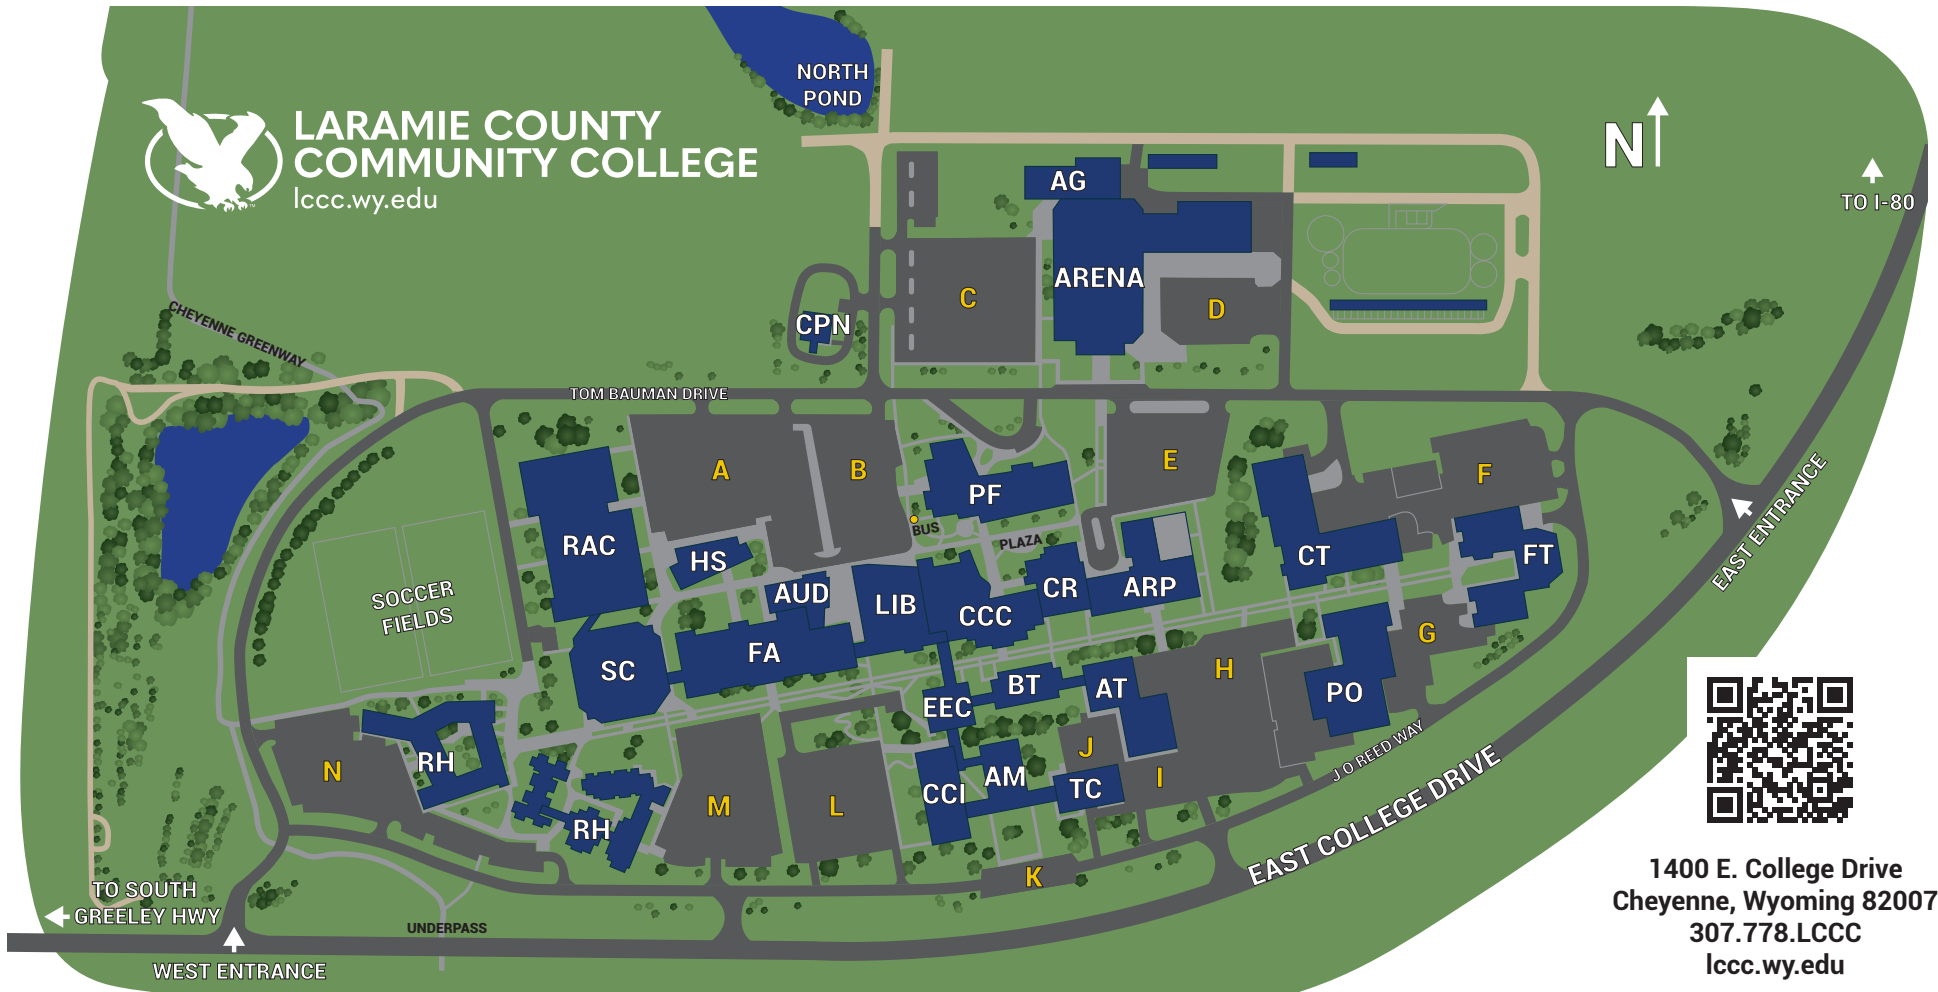 NORTH
POND
LARAMIE COUNTY
COMMUNITY COLLEGE
lccc.wy.edu
N
TO I-80
AG
ARENA
C
D
CPN
CHEYENNE GREENWAY
TOM BAUMAN DRIVE
A
B
E
F
PF
BUS
PLAZA
RAC
HS
AUD
LIB
CCC
CR
ARP
CT
FT
EAST ENTRANCE
SOCCER
FIELDS
SC
FA
G
H
EEC
BT
AT
PO
N
RH
RH
M
L
CCI
AM
J
TC
I
K
J O REED WAY
EAST COLLEGE DRIVE
TO SOUTH
GREELEY HWY
UNDERPASS
WEST ENTRANCE
1400 E. College Drive
Cheyenne, Wyoming 82007
307.778.LCCC
lccc.wy.edu